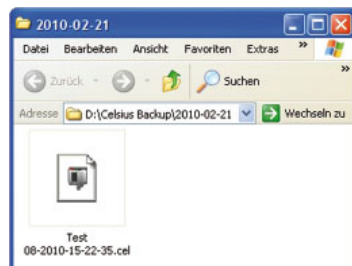 2010-02-21
Datei Bearbeiten Ansicht Favoriten Extras »
Zurück Suchen »
Adresse D:\Celsius Backup\2010-02-21 Wechseln zu
Test
08-2010-15-22-35.cel